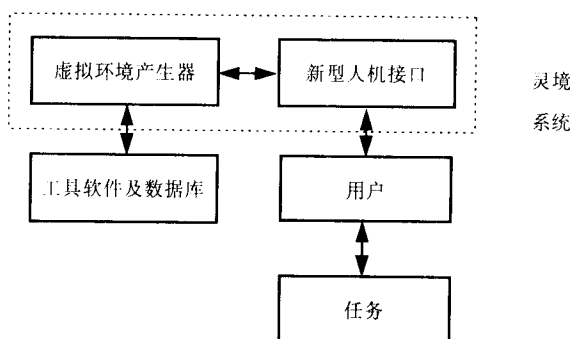 虚拟环境产生器
新型人机接口
灵境
系统
工具软件及数据库
用户
任务